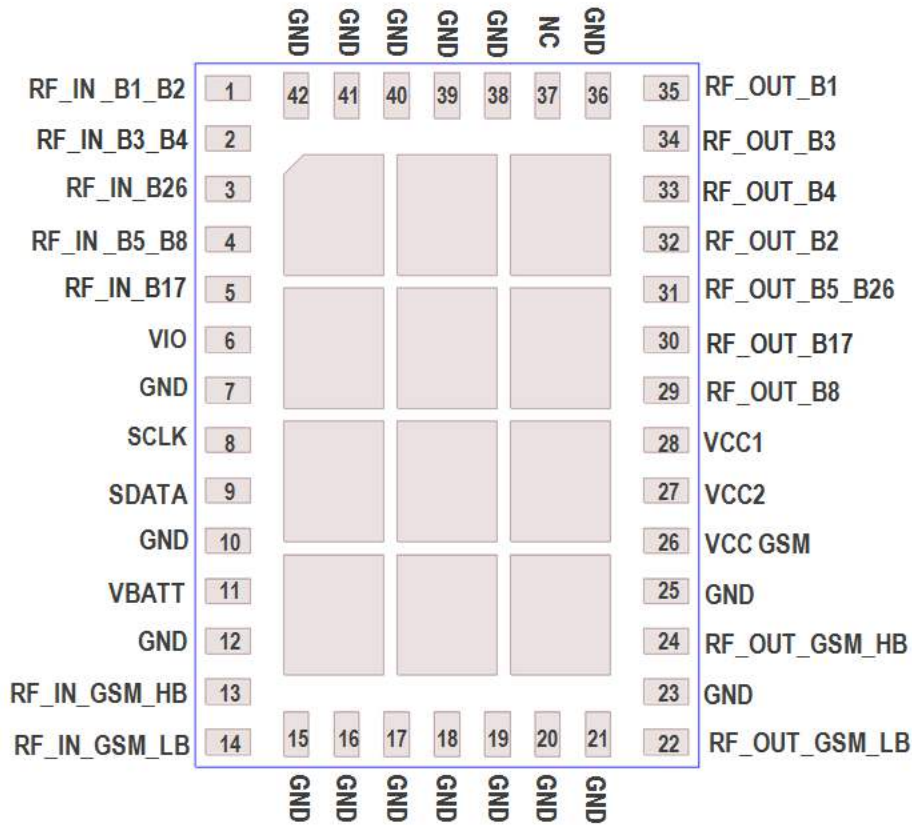 GND GND GND GND GND NC GND
42 41 40 39 38 37 36
RF_IN _B1_B2 1 35 RF_OUT_B1
RF_IN_B3_B4 2 34 RF_OUT_B3
RF_IN_B26 3 33 RF_OUT_B4
RF_IN _B5_B8 4 32 RF_OUT_B2
RF_IN_B17 5 31 RF_OUT_B5_B26
VIO 6 30 RF_OUT_B17
GND 7 29 RF_OUT_B8
SCLK 8 28 VCC1
SDATA 9 27 VCC2
GND 10 26 VCC GSM
VBATT 11 25 GND
GND 12 24 RF_OUT_GSM_HB
RF_IN_GSM_HB 13 23 GND
RF_IN_GSM_LB 14 22 RF_OUT_GSM_LB
15 16 17 18 19 20 21
GND GND GND GND GND GND GND